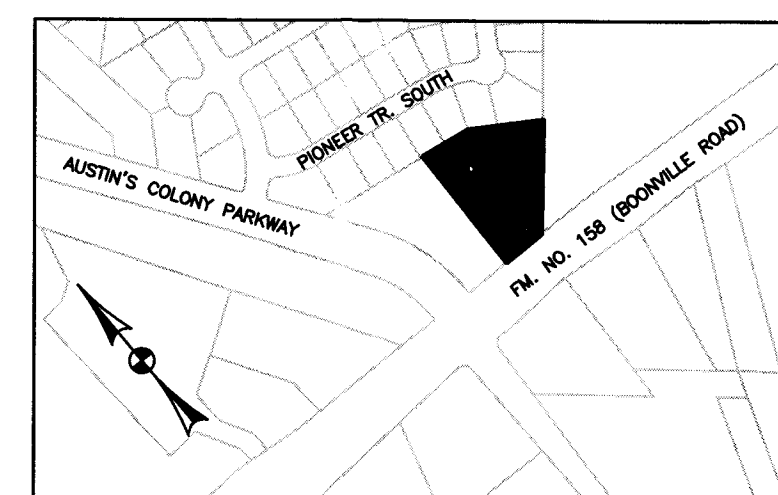 PIONEER TR. SOUTH
AUSTIN'S COLONY PARKWAY
FM. NO. 158 (BOONVILLE ROAD)